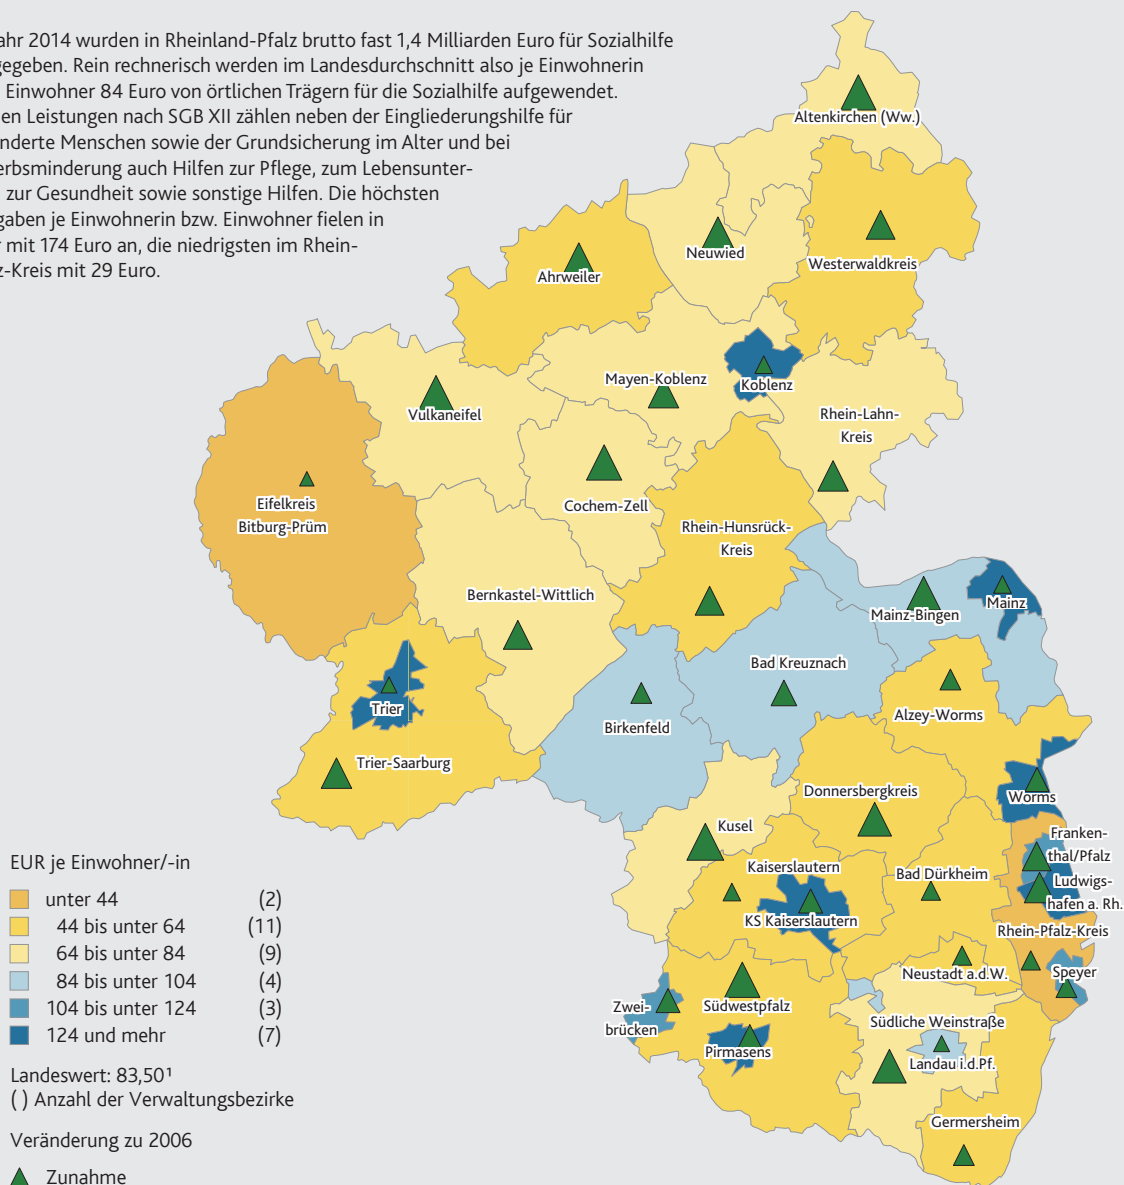 ahr 2014 wurden in Rheinland-Pfalz brutto fast 1,4 Milliarden Euro für Sozialhilfe
gegeben. Rein rechnerisch werden im Landesdurchschnitt also je Einwohnerin
Einwohner 84 Euro von örtlichen Trägern für die Sozialhilfe aufgewendet.
en Leistungen nach SGB XII zählen neben der Eingliederungshilfe für
nderte Menschen sowie der Grundsicherung im Alter und bei
erbsminderung auch Hilfen zur Pflege, zum Lebensunter-
zur Gesundheit sowie sonstige Hilfen. Die höchsten
gaben je Einwohnerin bzw. Einwohner fielen in
mit 174 Euro an, die niedrigsten im Rhein-
z-Kreis mit 29 Euro.
Altenkirchen (Ww.)
Neuwied
Westerwaldkreis
Ahrweiler
Mayen-Koblenz
Koblenz
Vulkaneifel
Rhein-Lahn-
Kreis
Cochem-Zell
Eifelkreis
Bitburg-Prüm
Rhein-Hunsrück-
Kreis
Bernkastel-Wittlich
Mainz-Bingen
Mainz
Bad Kreuznach
Birkenfeld
Alzey-Worms
Trier
Trier-Saarburg
Donnersbergkreis
Worms
Kusel
Franken-
thal/Pfalz
Kaiserslautern
Bad Dürkheim
Ludwigs-
hafen a. Rh.
KS Kaiserslautern
Rhein-Pfalz-Kreis
Neustadt a.d.W.
Speyer
Südwestpfalz
Zwei-
brücken
Südliche Weinstraße
Pirmasens
Landau i.d.Pf.
Germersheim
EUR je Einwohner/-in
unter 44 (2)
44 bis unter 64 (11)
64 bis unter 84 (9)
84 bis unter 104 (4)
104 bis unter 124 (3)
124 und mehr (7)
Landeswert: 83,50¹
( ) Anzahl der Verwaltungsbezirke
Veränderung zu 2006
Zunahme